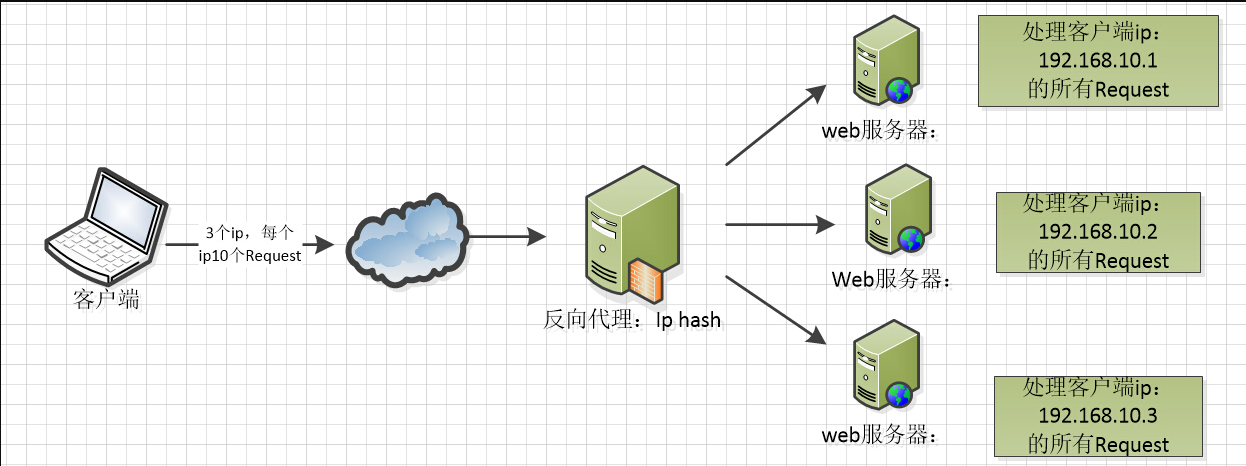 处理客户端ip：
192.168.10.1
的所有Request
web服务器：
处理客户端ip：
192.168.10.2
的所有Request
3个ip，每个
ip10个Request
客户端
Web服务器：
反向代理：Ip hash
处理客户端ip：
192.168.10.3
的所有Request
web服务器：